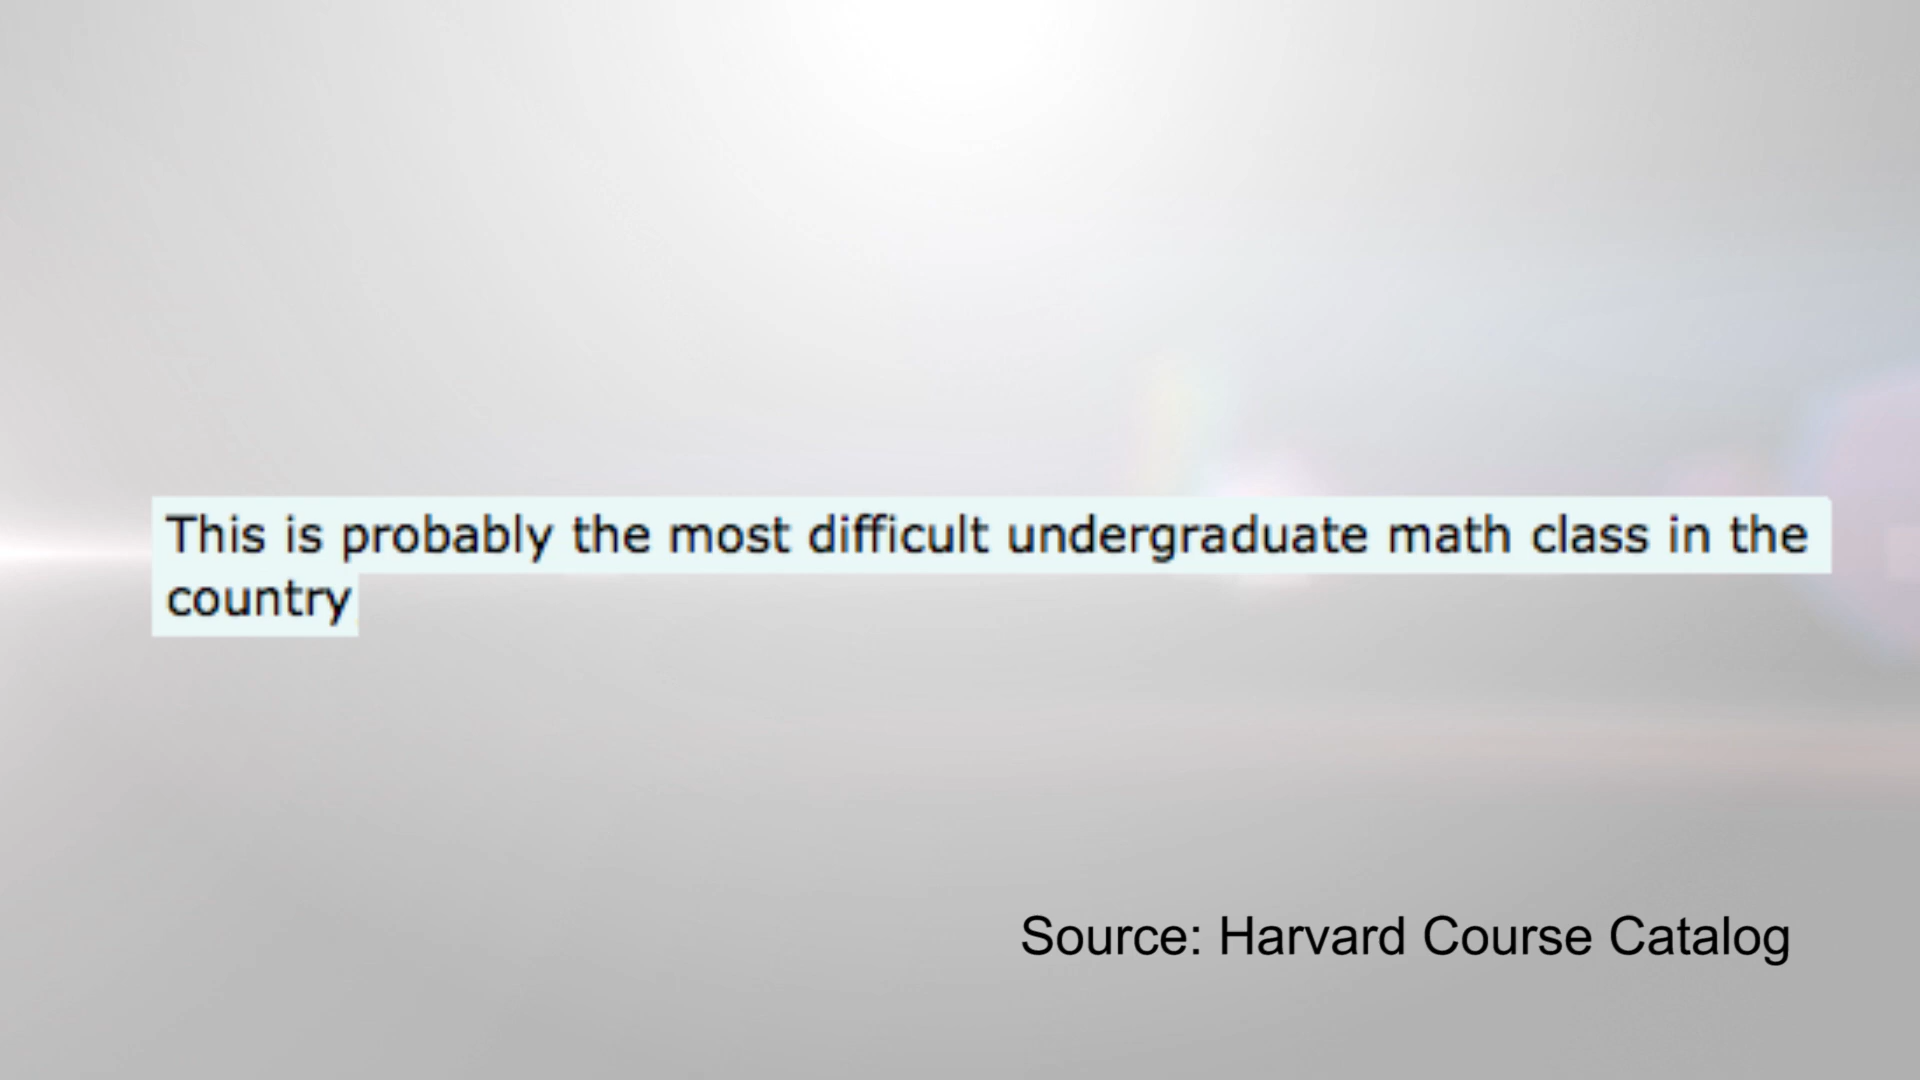 This is probably the most difficult undergraduate math class in the
country
Source: Harvard Course Catalog